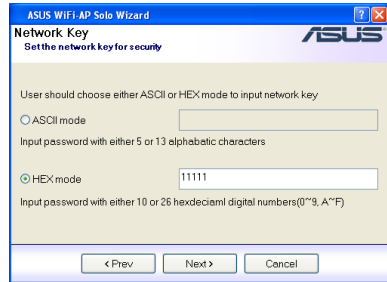 ASUS WiFi-AP Solo Wizard
Network Key
Set the network key for security
ASUS
User should choose either ASCII or HEX mode to input network key
ASCII mode
Input password with either 5 or 13 alphabatic characters
HEX mode
11111
Input password with either 10 or 26 hexdeciaml digital numbers(0~9, A~F)
< Prev
Next >
Cancel